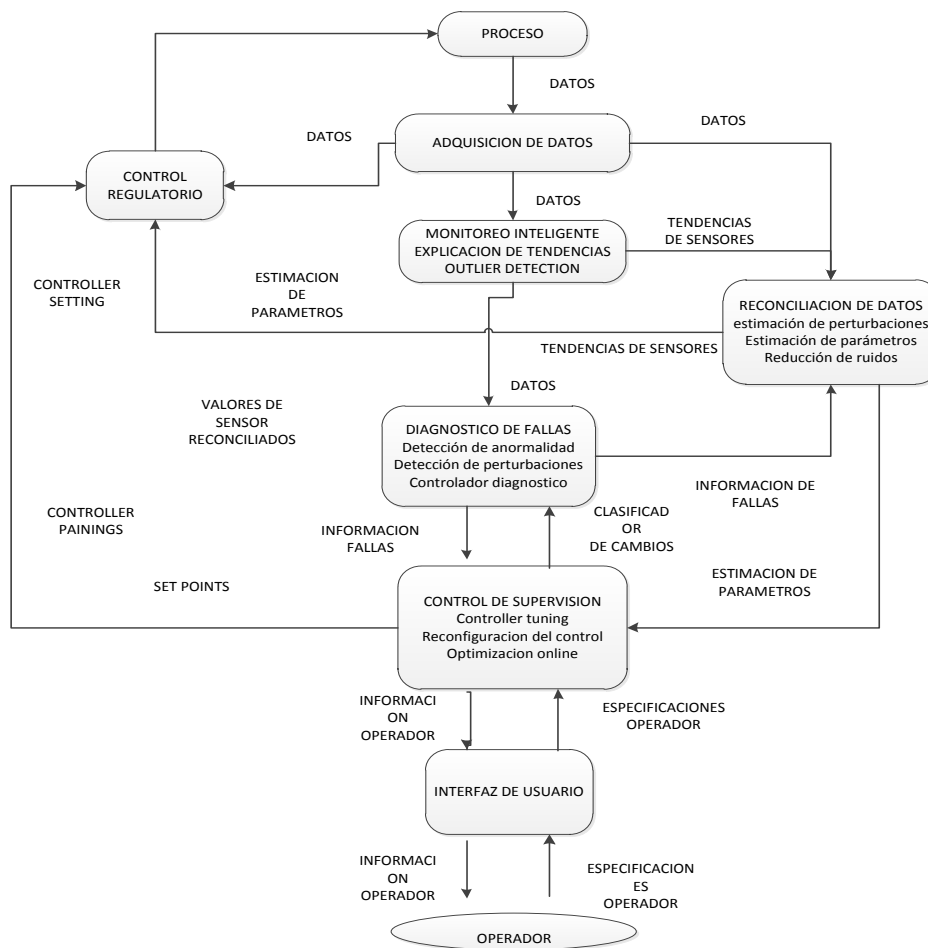 PROCESO
DATOS
DATOS
DATOS
ADQUISICION DE DATOS
CONTROL
REGULATORIO
DATOS
MONITOREO INTELIGENTE
EXPLICACION DE TENDENCIAS
OUTLIER DETECTION
TENDENCIAS
DE SENSORES
CONTROLLER
SETTING
ESTIMACION
DE
PARAMETROS
RECONCILIACION DE DATOS
estimación de perturbaciones
Estimación de parámetros
Reducción de ruidos
TENDENCIAS DE SENSORES
DATOS
VALORES DE
SENSOR
RECONCILIADOS
DIAGNOSTICO DE FALLAS
Detección de anormalidad
Detección de perturbaciones
Controlador diagnostico
INFORMACION DE
FALLAS
CONTROLLER
PAININGS
INFORMACION
FALLAS
CLASIFICAD
OR
DE CAMBIOS
SET POINTS
ESTIMACION DE
PARAMETROS
CONTROL DE SUPERVISION
Controller tuning
Reconfiguracion del control
Optimizacion online
INFORMACI
ON
OPERADOR
ESPECIFICACIONES
OPERADOR
INTERFAZ DE USUARIO
INFORMACI
ON
OPERADOR
ESPECIFICACION
ES
OPERADOR
OPERADOR